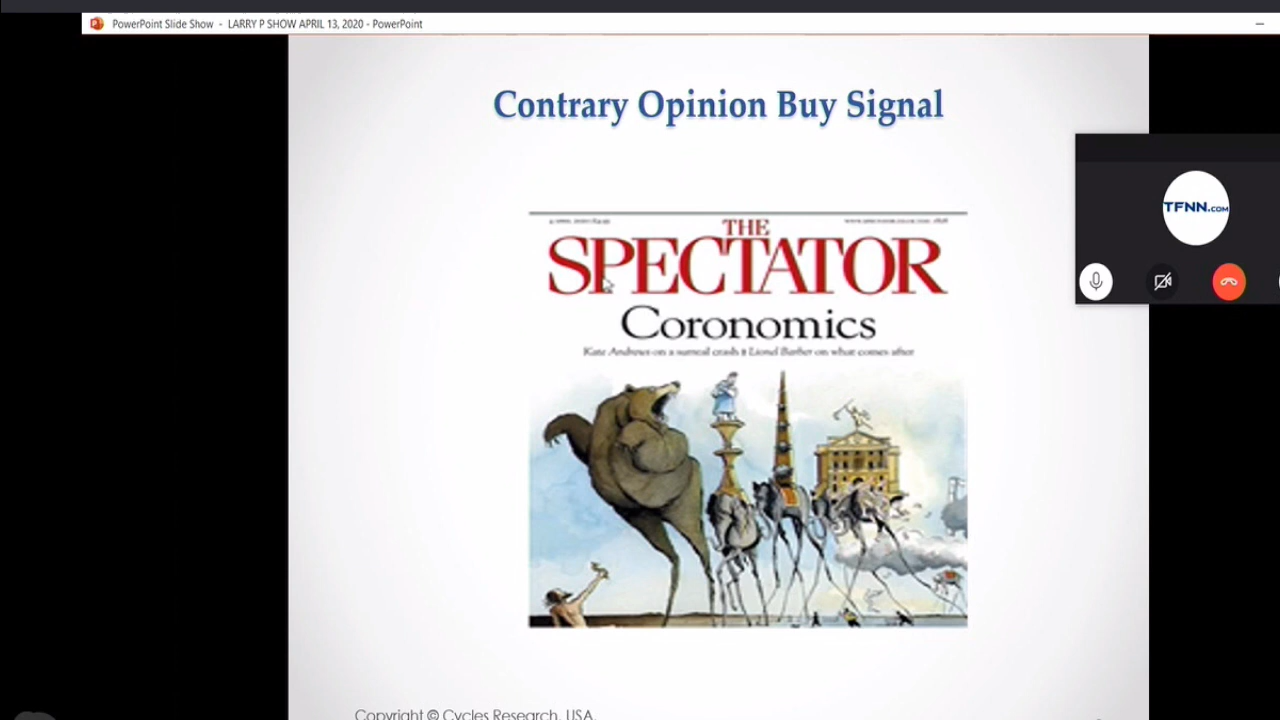 PowerPoint Slide Show - LARRY P SHOW APRIL 13, 2020 - PowerPoint
Contrary Opinion Buy Signal
TFNN.COM
THE
SPECTATOR
Coronomics
Kate Andrews on a surreal crash Lionel Barber on what comes after
Copyright © Cycles Research, USA.